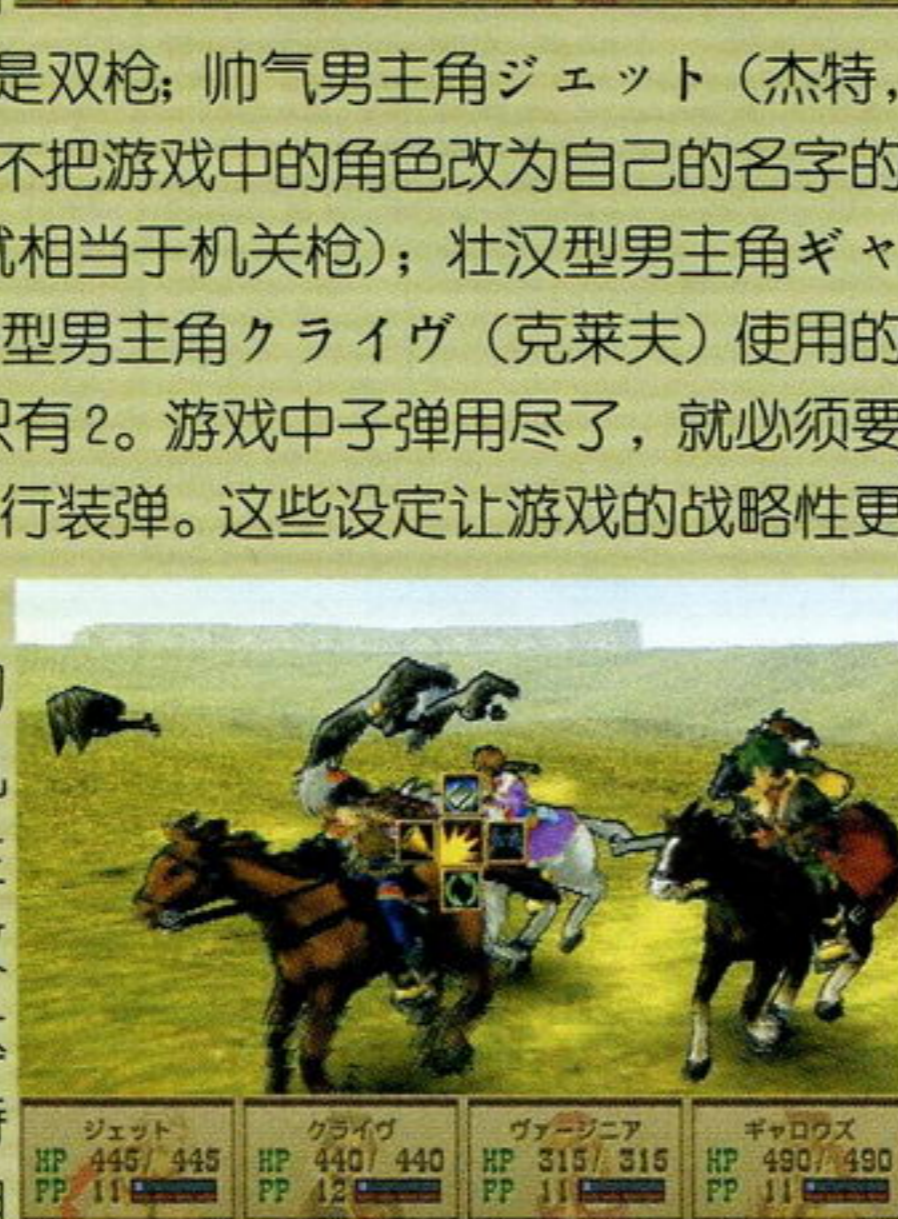 是双枪；帅气男主角ジェット（杰特，
不把游戏中的角色改为自己的名字的
就相当于机关枪）；壮汉型男主角ギャ
型男主角クライヴ（克莱夫）使用的
只有2。游戏中子弹用尽了，就必须要
行装弹。这些设定让游戏的战略性更
ジェット
HP 445/ 445
FP 11
クライヴ
HP 440/ 440
FP 12
ヴァージニア
HP 315/ 315
FP 11
ギャロウズ
HP 490/ 490
FP 11